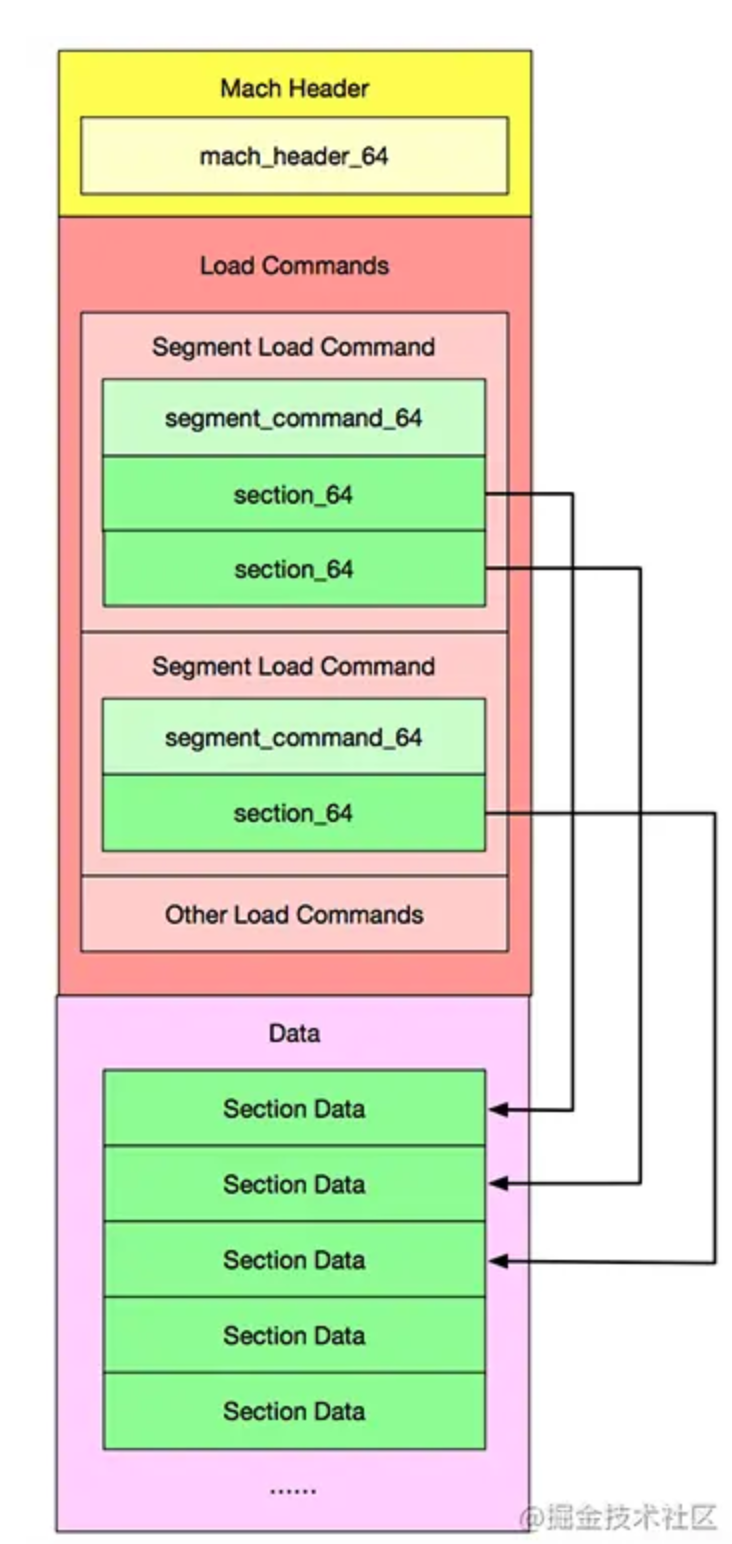 Mach Header
mach_header_64
Load Commands
Segment Load Command
segment_command_64
section_64
section_64
Segment Load Command
segment_command_64
section_64
Other Load Commands
Data
Section Data
Section Data
Section Data
Section Data
Section Data
......
@掘金技术社区